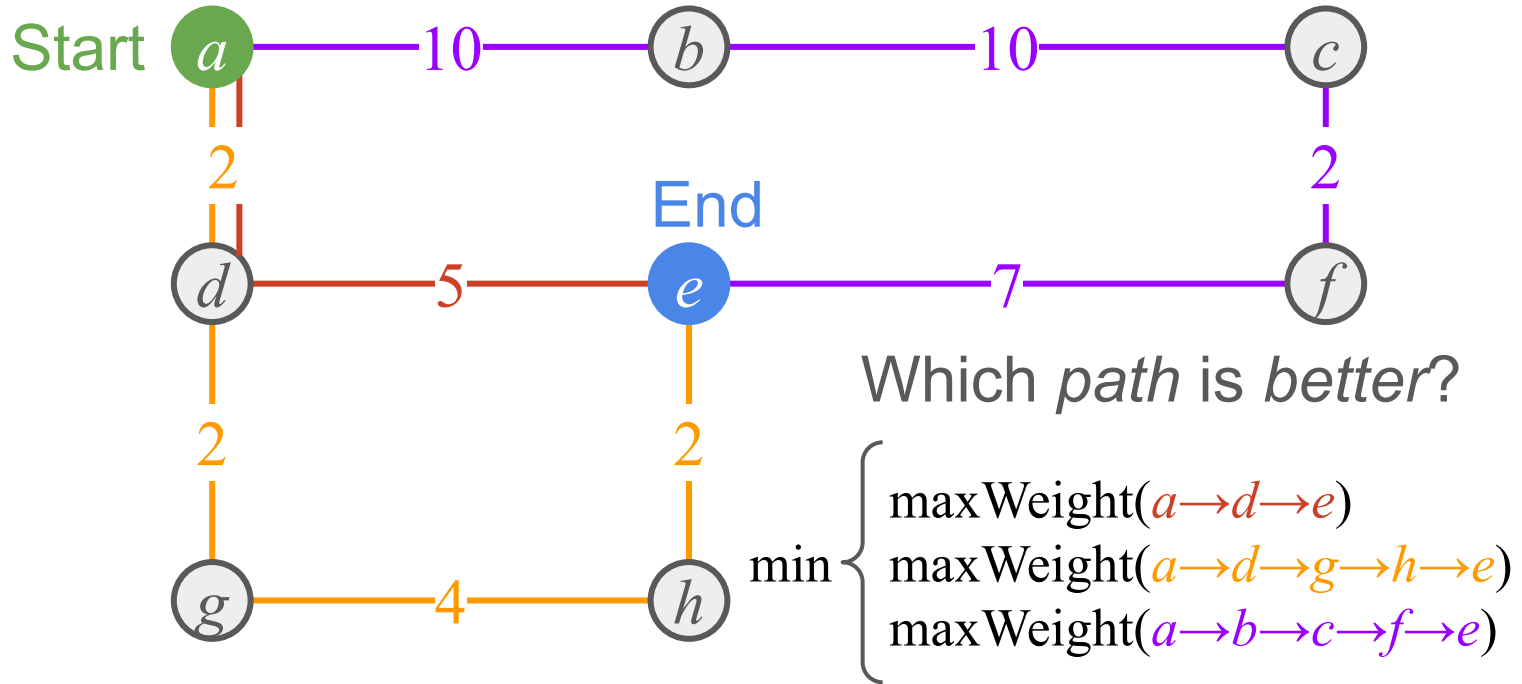 Start a 10 b 10 c
2 2
End
d 5 e 7 f
Which path is better?
2 2
maxWeight(a→d→e)
min maxWeight(a→d→g→h→e)
g 4 h
maxWeight(a→b→c→f→e)